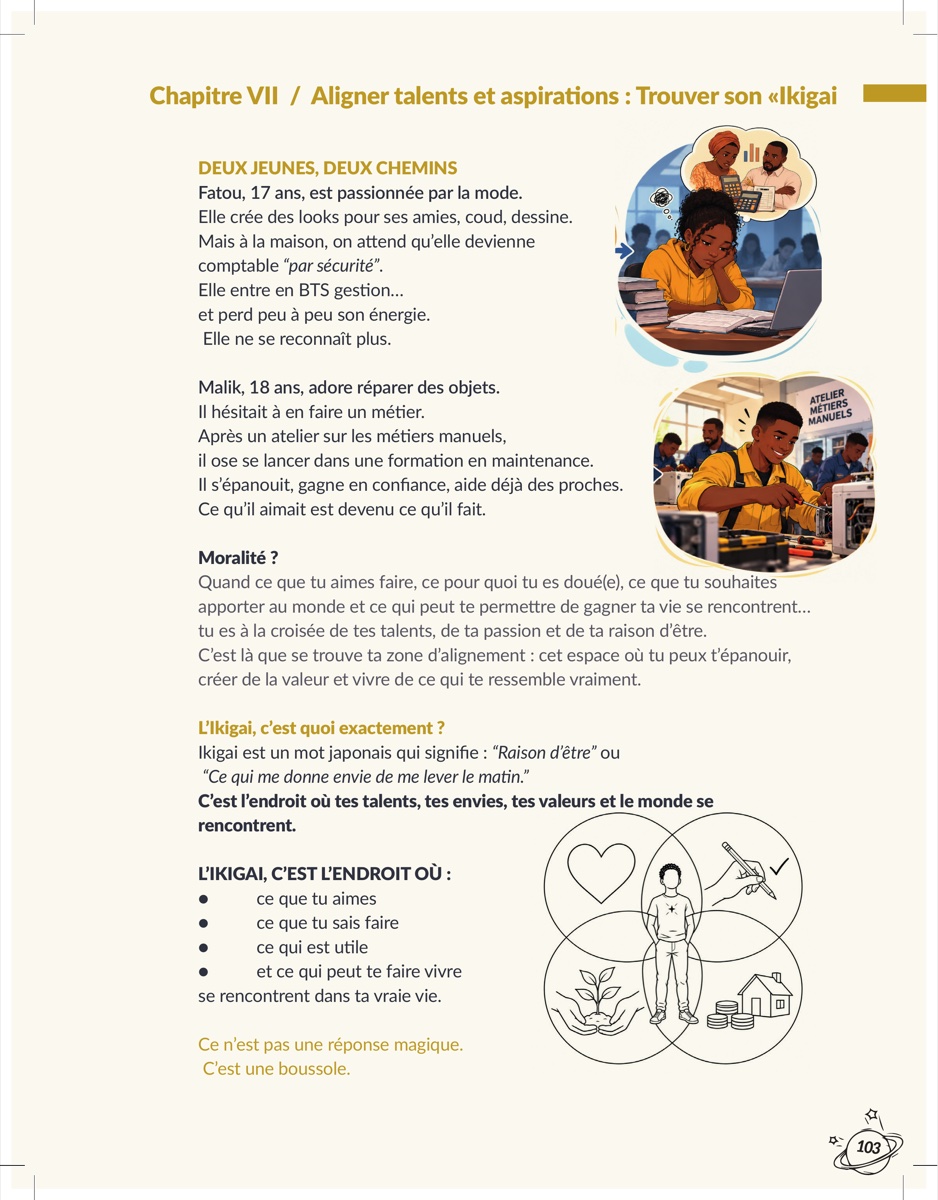 Chapitre VII / Aligner talents et aspirations : Trouver son «Ikigai
DEUX JEUNES, DEUX CHEMINS
Fatou, 17 ans, est passionnée par la mode.
Elle crée des looks pour ses amies, coud, dessine.
Mais à la maison, on attend qu’elle devienne
comptable “par sécurité”.
Elle entre en BTS gestion…
et perd peu à peu son énergie.
Elle ne se reconnaît plus.
Malik, 18 ans, adore réparer des objets.
Il hésitait à en faire un métier.
Après un atelier sur les métiers manuels,
il ose se lancer dans une formation en maintenance.
Il s’épanouit, gagne en confiance, aide déjà des proches.
Ce qu’il aimait est devenu ce qu’il fait.
ATELIER
MÉTIERS
MANUELS
Moralité ?
Quand ce que tu aimes faire, ce pour quoi tu es doué(e), ce que tu souhaites
apporter au monde et ce qui peut te permettre de gagner ta vie se rencontrent…
tu es à la croisée de tes talents, de ta passion et de ta raison d’être.
C’est là que se trouve ta zone d’alignement : cet espace où tu peux t’épanouir,
créer de la valeur et vivre de ce qui te ressemble vraiment.
L’Ikigai, c’est quoi exactement ?
Ikigai est un mot japonais qui signifie : “Raison d’être” ou
“Ce qui me donne envie de me lever le matin.”
C’est l’endroit où tes talents, tes envies, tes valeurs et le monde se
rencontrent.
L’IKIGAI, C’EST L’ENDROIT OÙ :
● ce que tu aimes
● ce que tu sais faire
● ce qui est utile
● et ce qui peut te faire vivre
se rencontrent dans ta vraie vie.
Ce n’est pas une réponse magique.
C’est une boussole.
103